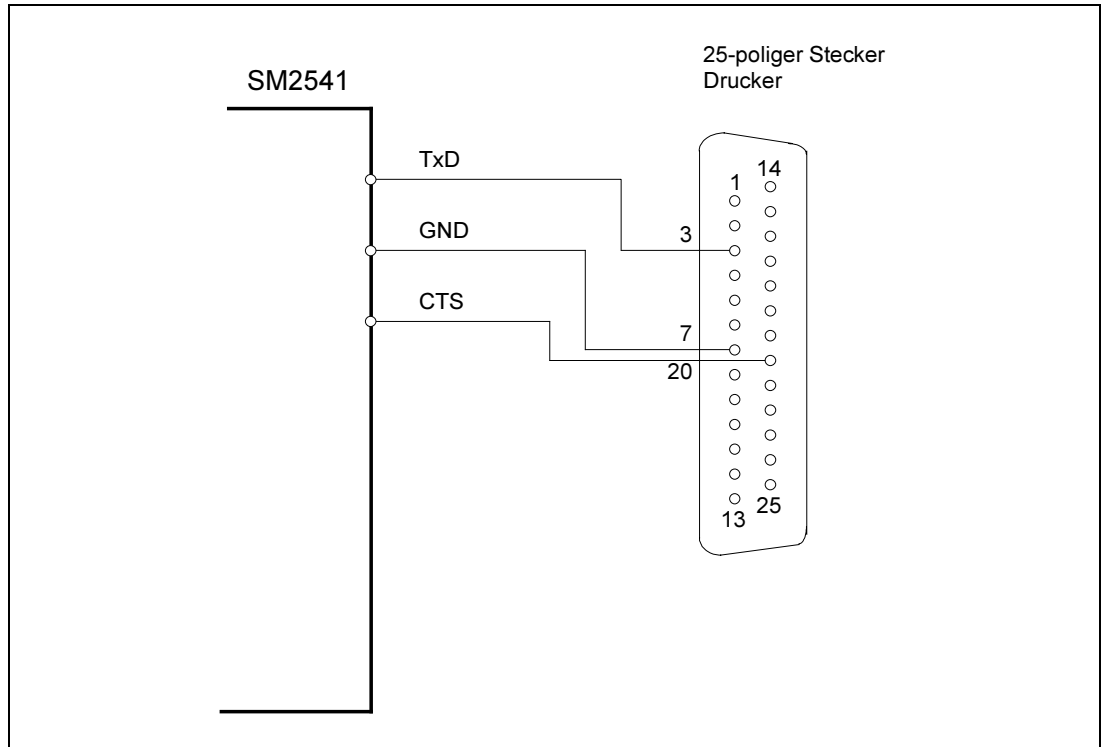 25-poliger Stecker
Drucker
SM2541
TxD
GND
CTS
3
7
20
1
14
13
25